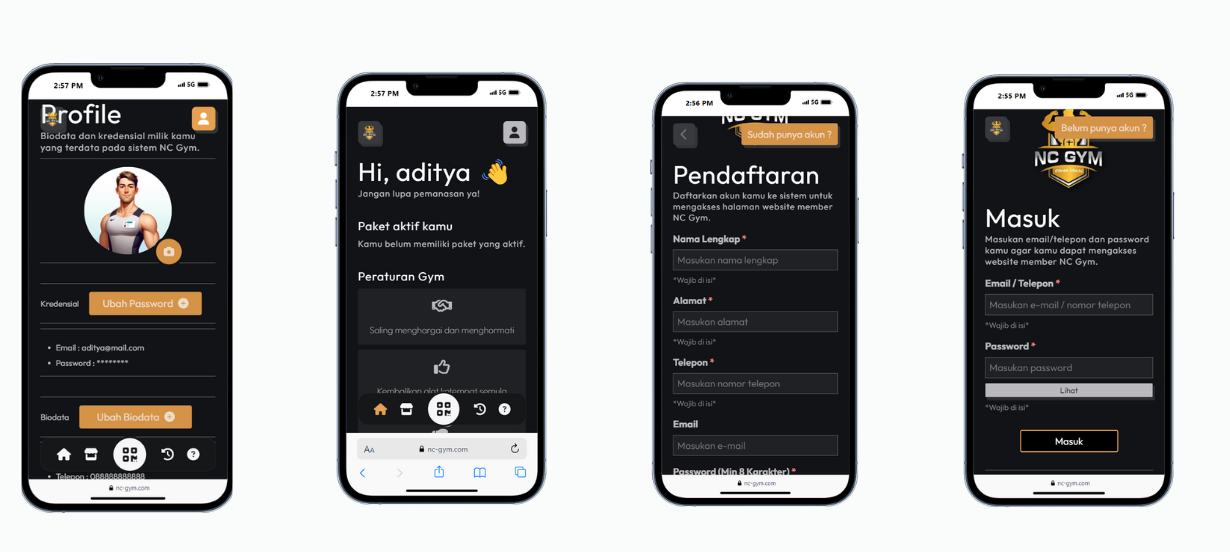 2:57 PM
5G
Profile
Biodata dan kredensial milik kamu
yang terdata pada sistem NC Gym.
Kredensial
Ubah Password
Email : aditya@mail.com
Password : ********
Biodata
Ubah Biodata
Telepon : 088888888888
nc-gym.com
2:57 PM
5G
Hi, aditya 👋
Jangan lupa pemanasan ya!
Paket aktif kamu
Kamu belum memiliki paket yang aktif.
Peraturan Gym
Saling menghargai dan menghormati
Kembalikan alat ketempat semula
AA
nc-gym.com
2:56 PM
5G
NC GYM
Sudah punya akun ?
Pendaftaran
Daftarkan akun kamu ke sistem untuk
mengakses halaman website member
NC Gym.
Nama Lengkap *
Masukan nama lengkap
*Wajib di isi*
Alamat *
Masukan alamat
*Wajib di isi*
Telepon *
Masukan nomor telepon
*Wajib di isi*
Email
Masukan e-mail
Password (Min 8 Karakter) *
nc-gym.com
2:55 PM
5G
Belum punya akun ?
NC GYM
Masuk
Masukan email/telepon dan password
kamu agar kamu dapat mengakses
website member NC Gym.
Email / Telepon *
Masukan e-mail / nomor telepon
*Wajib di isi*
Password *
Masukan password
Lihat
*Wajib di isi*
Masuk
nc-gym.com